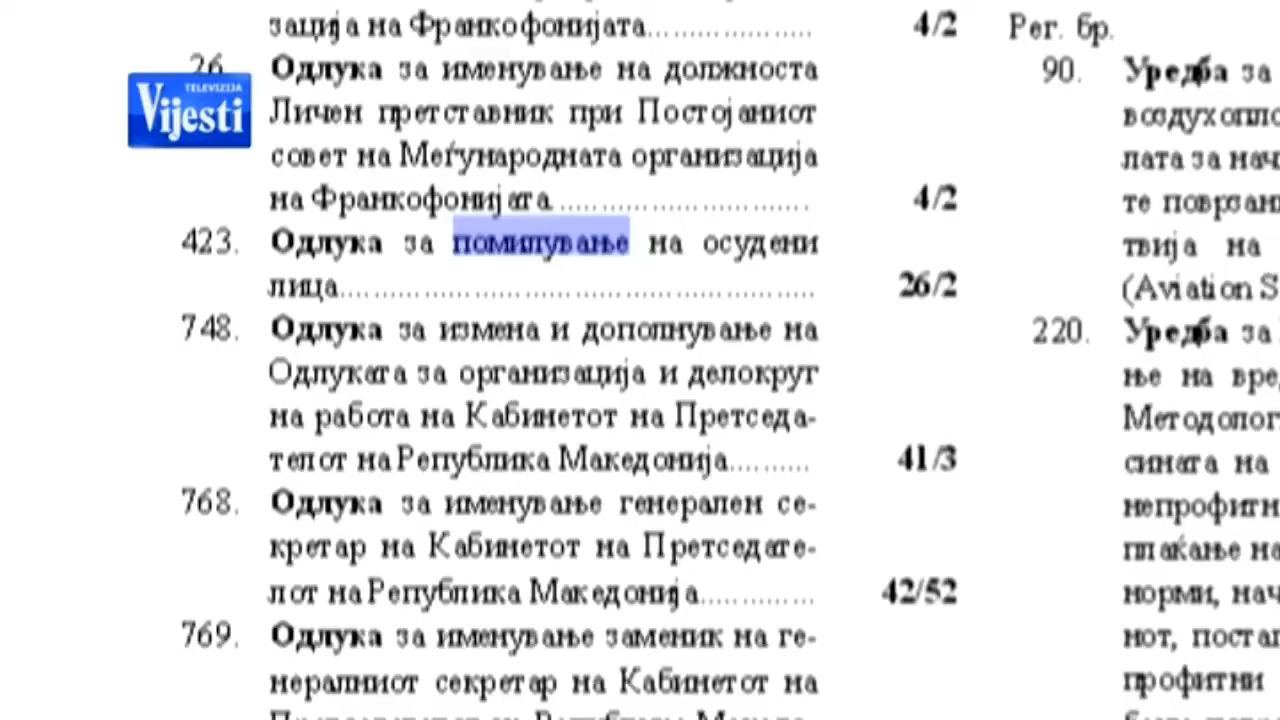 зација на Франкофонијата.................. 4/2
26. Одлука за именување на должноста
Личен претставник при Постојаниот
совет на Меѓународната организација
на Франкофонијата............................ 4/2
423. Одлука за помилување на осудени
лица..................................................... 26/2
748. Одлука за измена и дополнување на
Одлуката за организација и делокруг
на работа на Кабинетот на Претседа-
телот на Република Македонија.......... 41/3
768. Одлука за именување генерален се-
кретар на Кабинетот на Претседате-
лот на Република Македонија.............. 42/52
769. Одлука за именување заменик на ге-
нералниот секретар на Кабинетот на
TELEVIZIJA
Vijesti
Рег. бр.
90. Уредба за
воздухопло
лата за нач
те поврзани
твија на
(Aviation S
220. Уредба за
ње на вре
Методолог
сината на
непрофитн
плаќање на
норми, нач
нот, постап
профитни